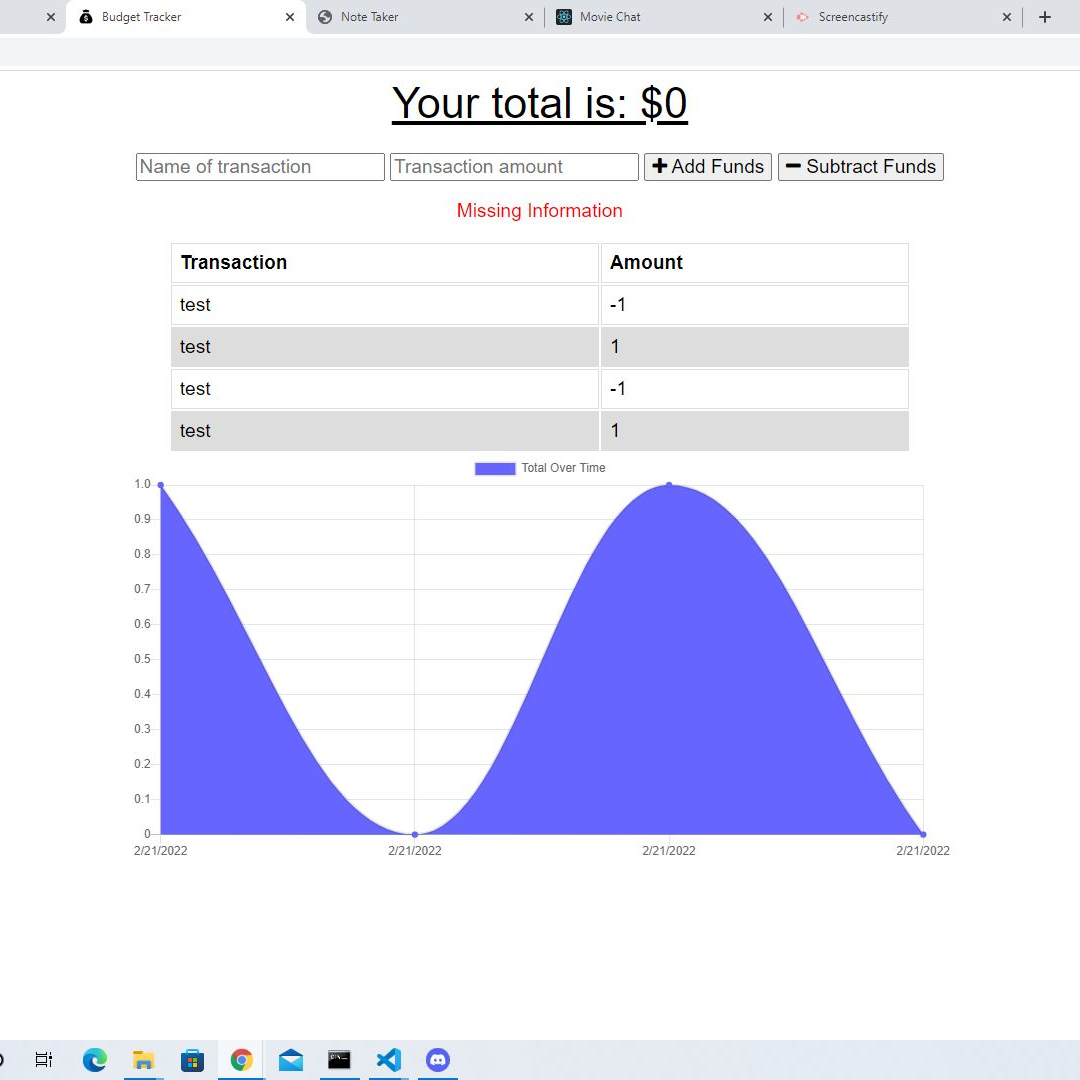 Budget Tracker Note Taker Movie Chat Screencastify
Your total is: $0
Name of transaction Transaction amount Add Funds Subtract Funds
Missing Information
Transaction Amount
test -1
test 1
test -1
test 1
Total Over Time
1.0
0.9
0.8
0.7
0.6
0.5
0.4
0.3
0.2
0.1
0
2/21/2022 2/21/2022 2/21/2022 2/21/2022